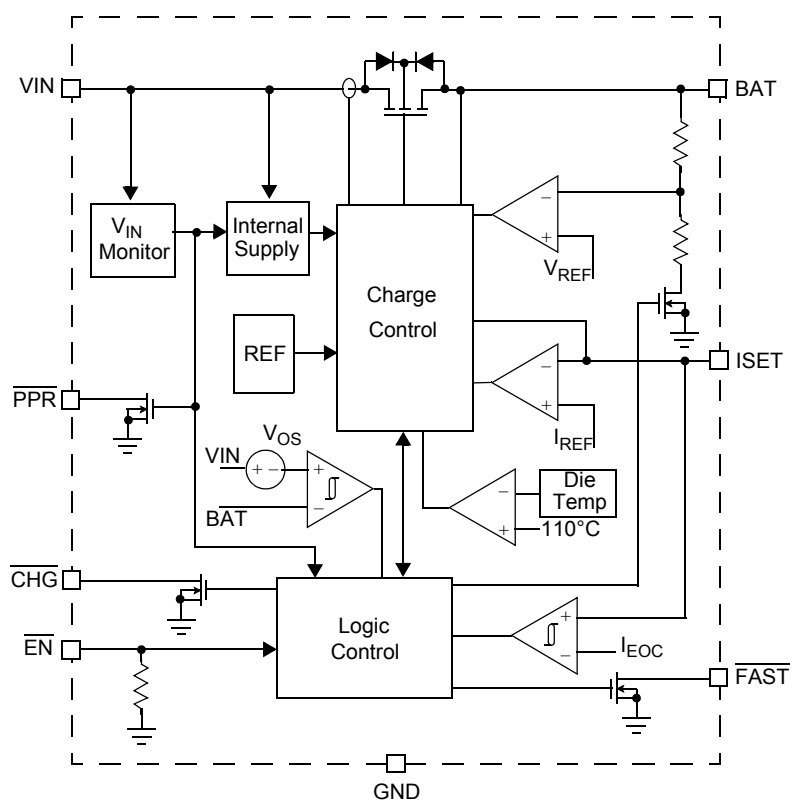 VIN
BAT
VIN
Monitor
Internal
Supply
Charge
Control
−
+
VREF
REF
ISET
−
+
IREF
PPR
VOS
VIN
+ −
+
−
BAT
Die
Temp
−
+
110°C
CHG
EN
Logic
Control
+
−
IEOC
FAST
GND